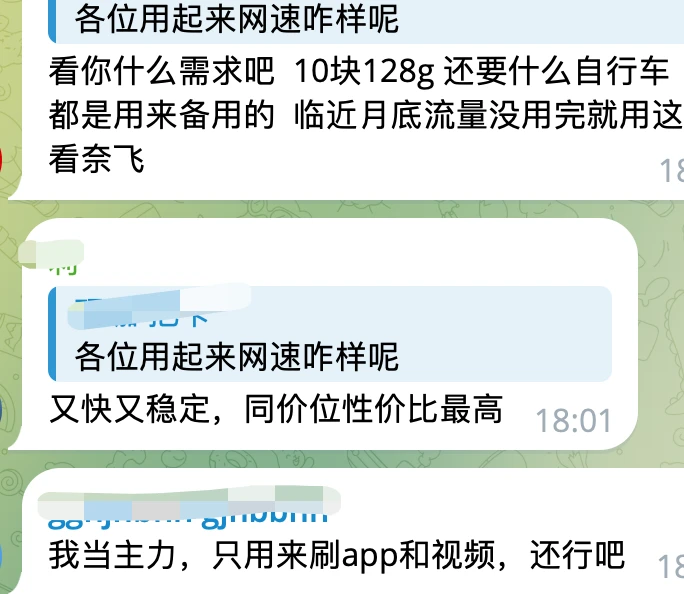 各位用起来网速咋样呢
看你什么需求吧 10块128g 还要什么自行车
都是用来备用的 临近月底流量没用完就用这
看奈飞
18
各位用起来网速咋样呢
又快又稳定，同价位性价比最高
18:01
我当主力，只用来刷app和视频，还行吧
18